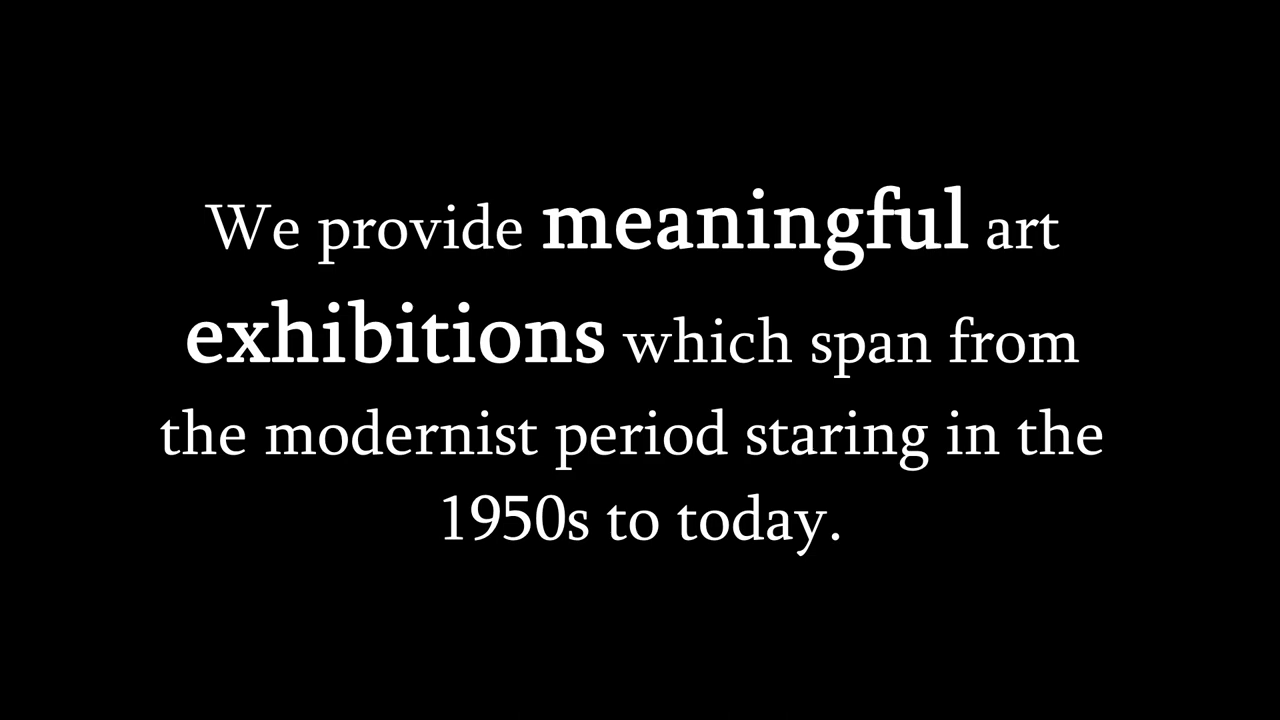 We provide meaningful art
exhibitions which span from
the modernist period staring in the
1950s to today.